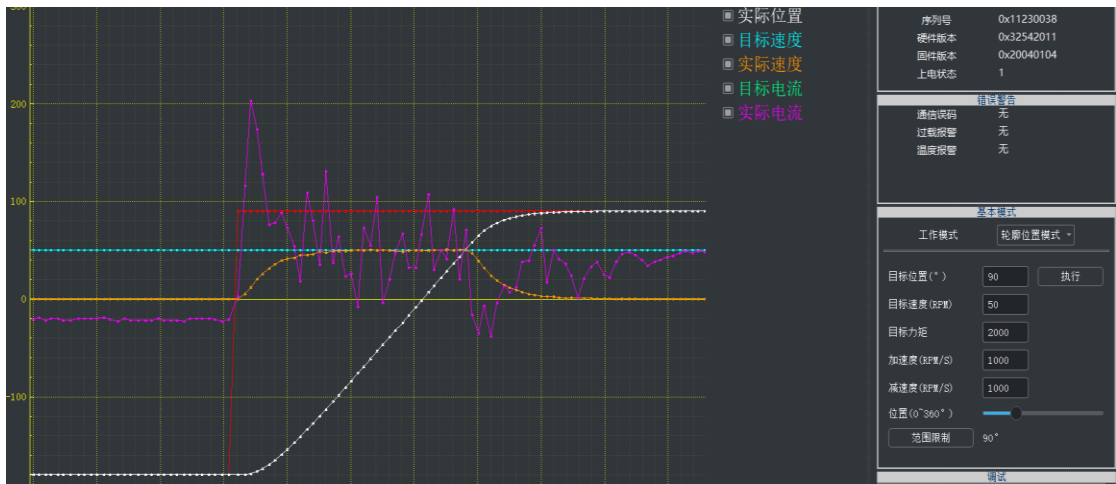 300
200
100
0
-100
实际位置
目标速度
实际速度
目标电流
实际电流
序列号 0x11230038
硬件版本 0x32542011
固件版本 0x20040104
上电状态 1
错误警告
通信误码 无
过载报警 无
温度报警 无
基本模式
工作模式 轮廓位置模式
目标位置(°) 90 执行
目标速度(RPM) 50
目标力矩 2000
加速度(RPM/S) 1000
减速度(RPM/S) 1000
位置(0~360°)
范围限制 90°
调试